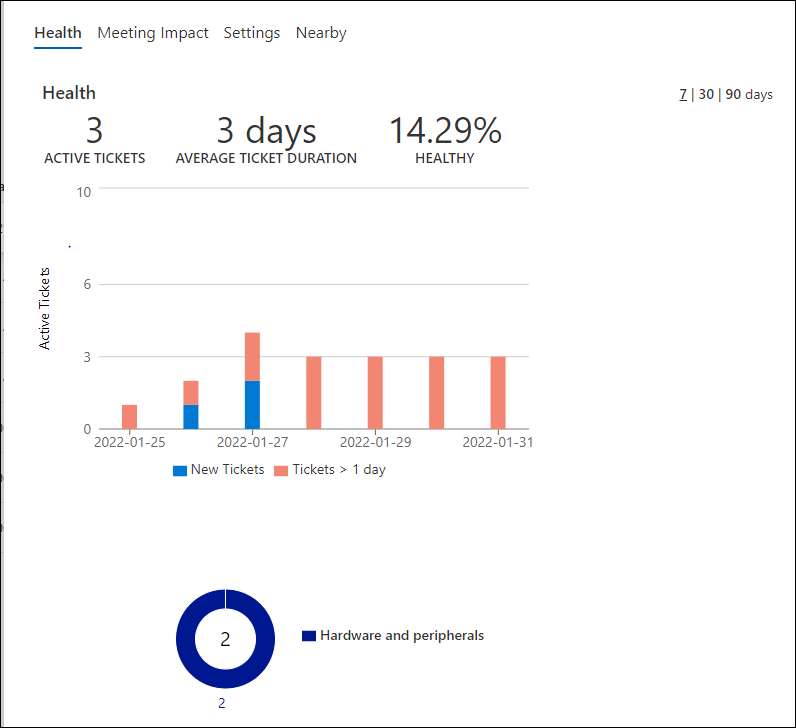 Health Meeting Impact Settings Nearby
Health 7 | 30 | 90 days
3 3 days 14.29%
ACTIVE TICKETS AVERAGE TICKET DURATION HEALTHY
10
6
3
0
Active Tickets
2022-01-25 2022-01-27 2022-01-29 2022-01-31
New Tickets Tickets > 1 day
2 Hardware and peripherals
2